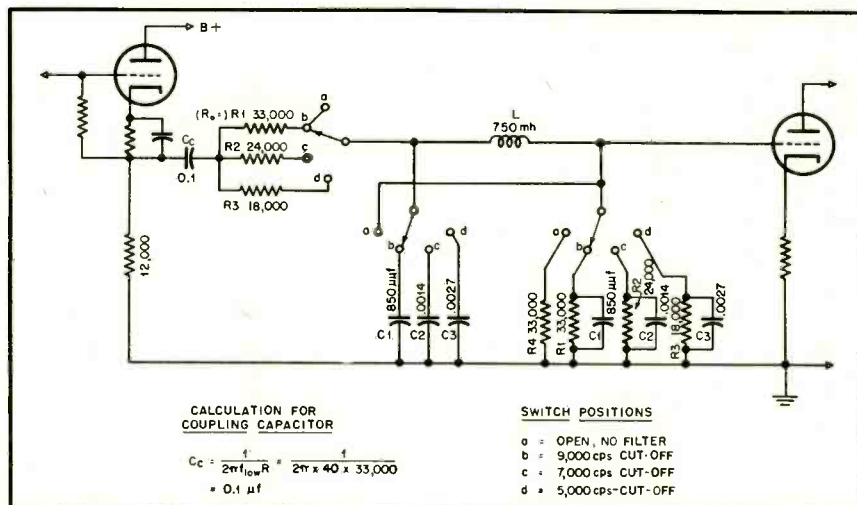 B+
a
(Ro=) R1 33,000
b
R2 24,000
c
R3 18,000
d
Cc
0.1
12,000
L
750 mh
a
b
c
d
850 µµf
.0014
.0027
C1
C2
C3
a
b
c
d
R4 33,000
R1 33,000
C1
850 µµf
R2
24,000
C2
.0014
R3 18,000
C3
.0027
CALCULATION FOR
COUPLING CAPACITOR
Cc = 1 / 2π flow R = 1 / 2π x 40 x 33,000
= 0.1 µf
SWITCH POSITIONS
a = OPEN, NO FILTER
b = 9,000 cps CUT-OFF
c = 7,000 cps CUT-OFF
d = 5,000 cps-CUT-OFF